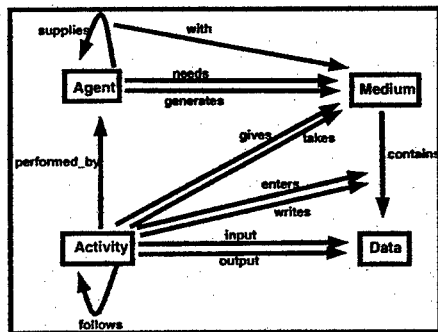 supplies
with
needs
Agent
Medium
generates
gives
takes
performed_by
contains
enters
writes
Activity
input
Data
output
follows